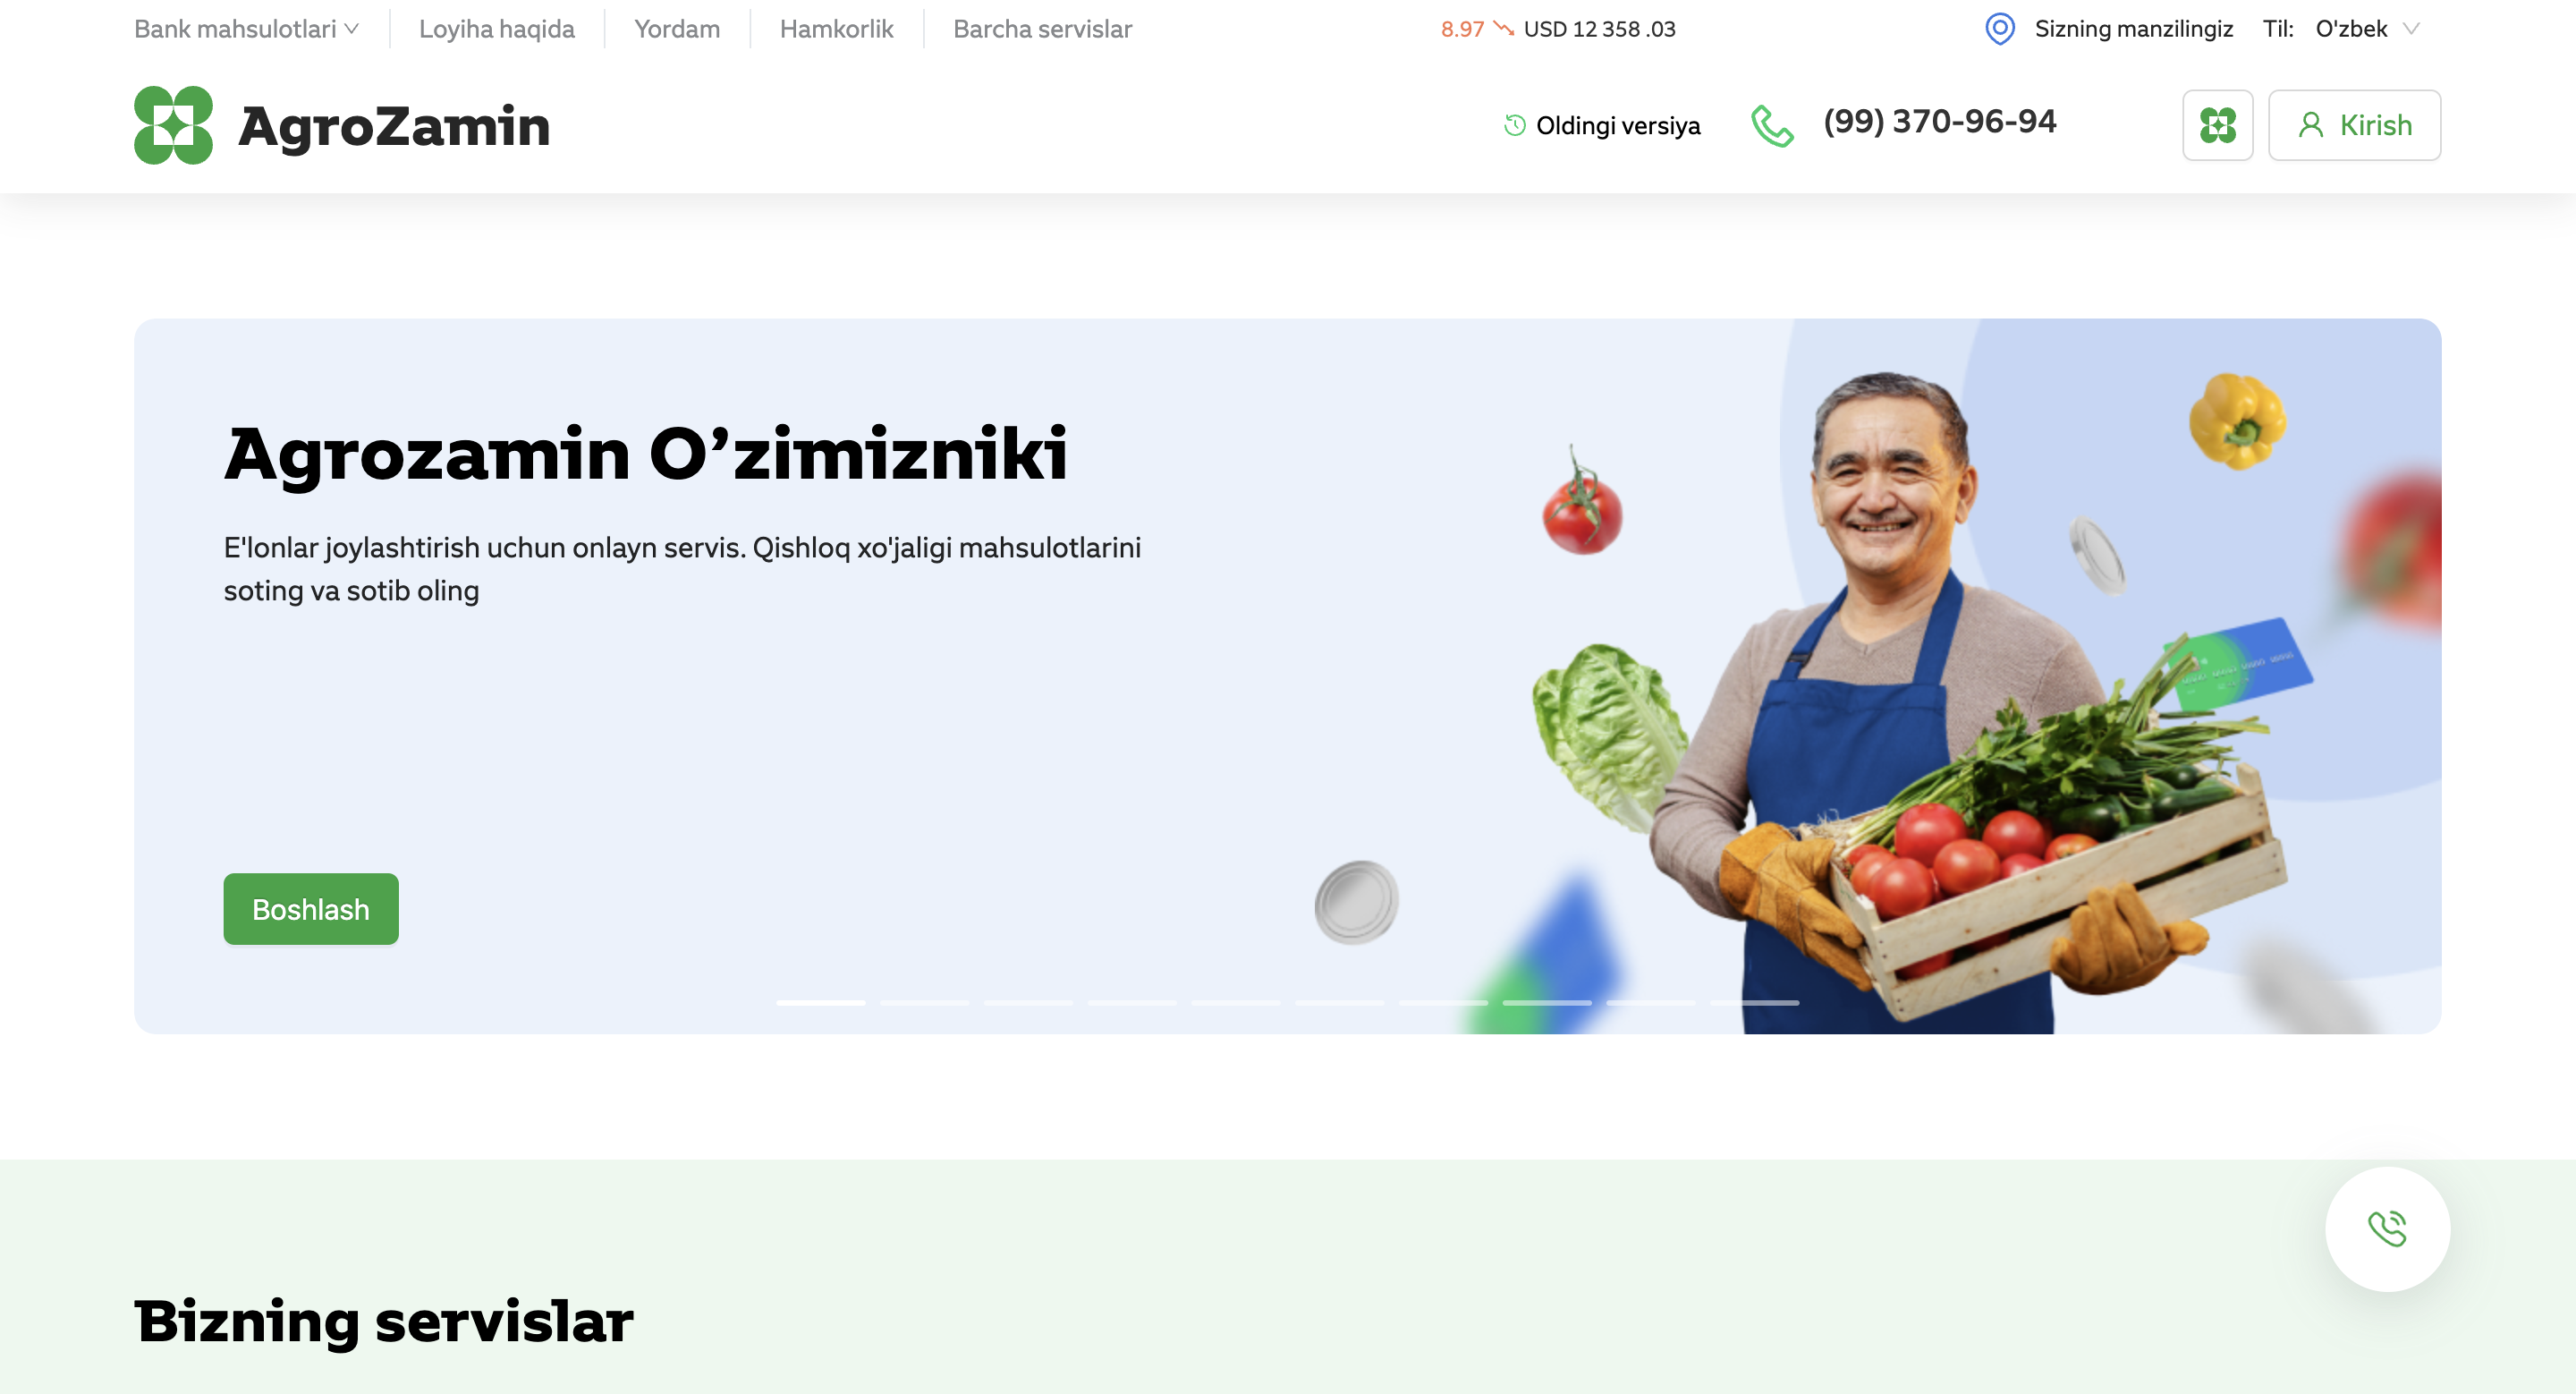 Bank mahsulotlari
Loyiha haqida
Yordam
Hamkorlik
Barcha servislar
8.97 USD 12 358 .03
Sizning manzilingiz
Til: O'zbek
AgroZamin
Oldingi versiya
(99) 370-96-94
Kirish
Agrozamin O’zimizniki
E'lonlar joylashtirish uchun onlayn servis. Qishloq xo'jaligi mahsulotlarini
soting va sotib oling
Boshlash
Bizning servislar